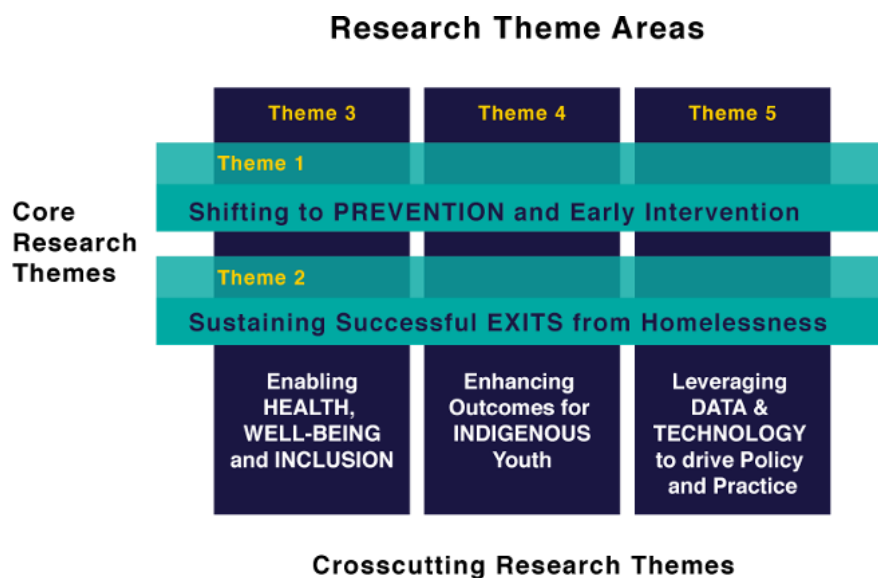 Research Theme Areas
Theme 3
Theme 4
Theme 5
Theme 1
Shifting to PREVENTION and Early Intervention
Core
Research
Themes
Theme 2
Sustaining Successful EXITS from Homelessness
Enabling
HEALTH,
WELL-BEING
and INCLUSION
Enhancing
Outcomes for
INDIGENOUS
Youth
Leveraging
DATA &
TECHNOLOGY
to drive Policy
and Practice
Crosscutting Research Themes